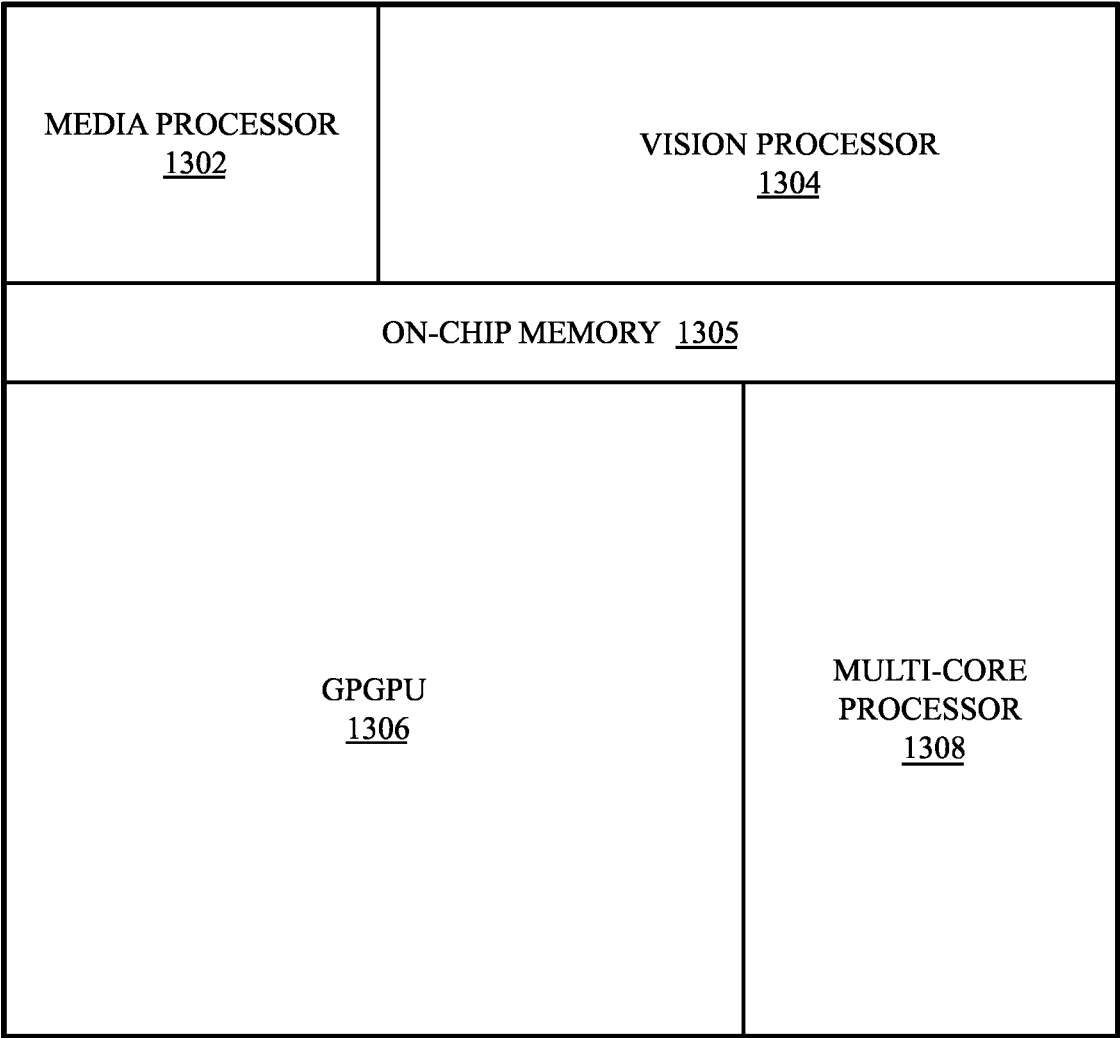 MEDIA PROCESSOR
1302
VISION PROCESSOR
1304
ON-CHIP MEMORY 1305
GPGPU
1306
MULTI-CORE
PROCESSOR
1308